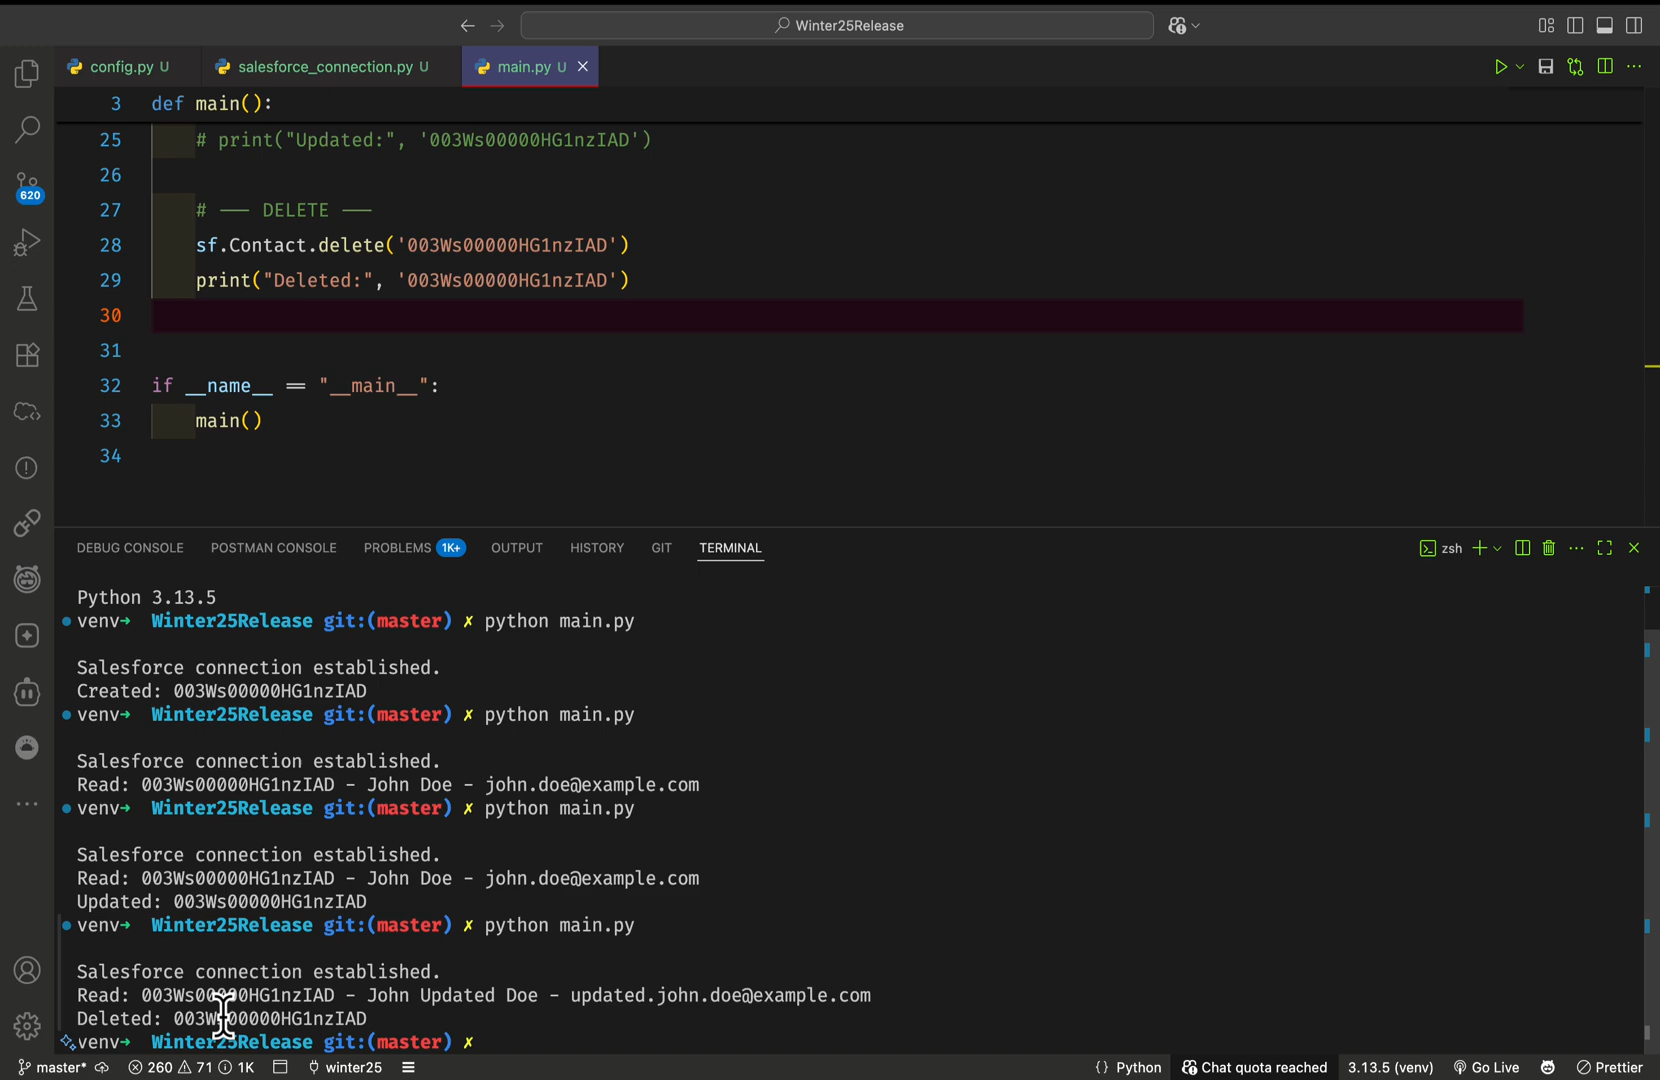 Winter25Release
config.py U
salesforce_connection.py U
main.py U
3 def main():
25 # print("Updated:", '003Ws00000HG1nzIAD')
26
27 # --- DELETE ---
28 sf.Contact.delete('003Ws00000HG1nzIAD')
29 print("Deleted:", '003Ws00000HG1nzIAD')
30
31
32 if __name__ == "__main__":
33 main()
34
620
DEBUG CONSOLE POSTMAN CONSOLE PROBLEMS 1K+ OUTPUT HISTORY GIT TERMINAL zsh
Python 3.13.5
venv→ Winter25Release git:(master) ✗ python main.py
Salesforce connection established.
Created: 003Ws00000HG1nzIAD
venv→ Winter25Release git:(master) ✗ python main.py
Salesforce connection established.
Read: 003Ws00000HG1nzIAD - John Doe - john.doe@example.com
venv→ Winter25Release git:(master) ✗ python main.py
Salesforce connection established.
Read: 003Ws00000HG1nzIAD - John Doe - john.doe@example.com
Updated: 003Ws00000HG1nzIAD
venv→ Winter25Release git:(master) ✗ python main.py
Salesforce connection established.
Read: 003Ws00000HG1nzIAD - John Updated Doe - updated.john.doe@example.com
Deleted: 003Ws00000HG1nzIAD
venv→ Winter25Release git:(master) ✗
master* 260 71 1K winter25 {} Python Chat quota reached 3.13.5 (venv) Go Live Prettier